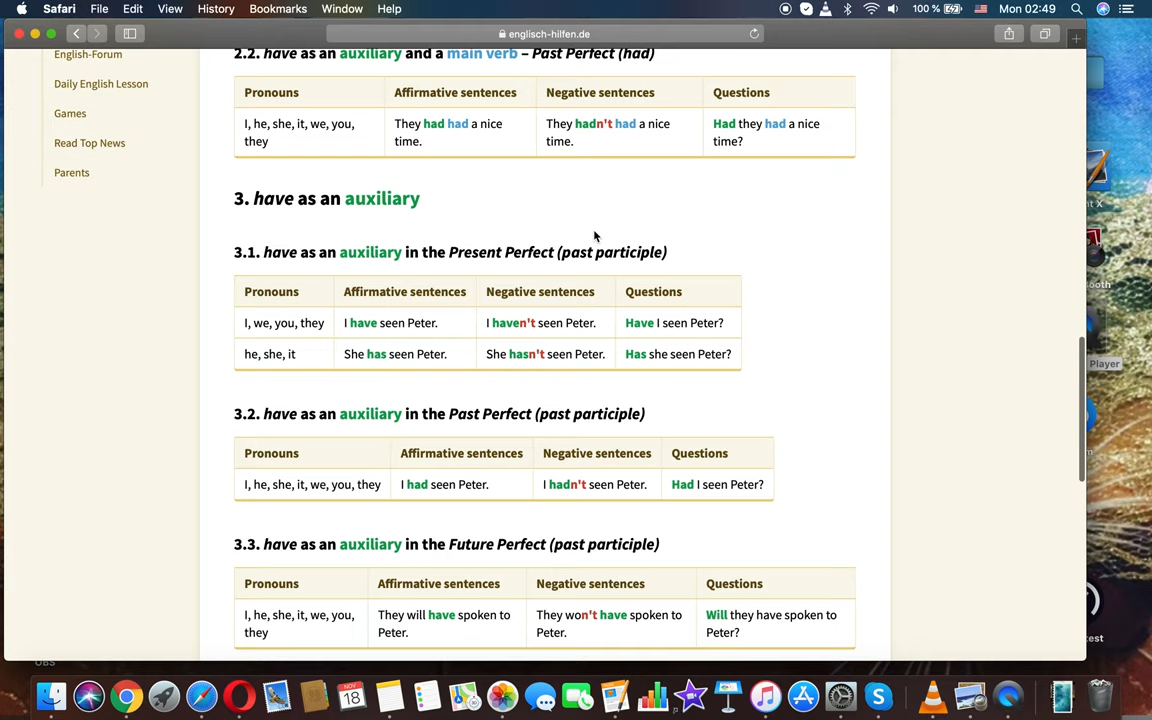 Safari File Edit View History Bookmarks Window Help 100 % Mon 02:49
englisch-hilfen.de
English-Forum
Daily English Lesson
Games
Read Top News
Parents
2.2. have as an auxiliary and a main verb – Past Perfect (had)
Pronouns Affirmative sentences Negative sentences Questions
I, he, she, it, we, you, They had had a nice They hadn't had a nice Had they had a nice
they time. time. time?
3. have as an auxiliary
3.1. have as an auxiliary in the Present Perfect (past participle)
Pronouns Affirmative sentences Negative sentences Questions
I, we, you, they I have seen Peter. I haven't seen Peter. Have I seen Peter?
he, she, it She has seen Peter. She hasn't seen Peter. Has she seen Peter?
3.2. have as an auxiliary in the Past Perfect (past participle)
Pronouns Affirmative sentences Negative sentences Questions
I, he, she, it, we, you, they I had seen Peter. I hadn't seen Peter. Had I seen Peter?
3.3. have as an auxiliary in the Future Perfect (past participle)
Pronouns Affirmative sentences Negative sentences Questions
I, he, she, it, we, you, They will have spoken to They won't have spoken to Will they have spoken to
they Peter. Peter. Peter?
Player
OBS
NOV
18